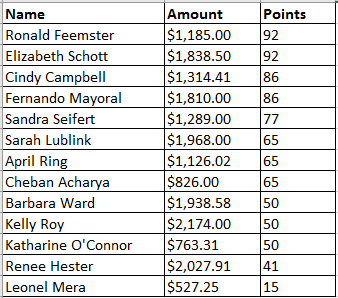 Name Amount Points
Ronald Feemster $1,185.00 92
Elizabeth Schott $1,838.50 92
Cindy Campbell $1,314.41 86
Fernando Mayoral $1,810.00 86
Sandra Seifert $1,289.00 77
Sarah Lublink $1,968.00 65
April Ring $1,126.02 65
Cheban Acharya $826.00 65
Barbara Ward $1,938.58 50
Kelly Roy $2,174.00 50
Katharine O'Connor $763.31 50
Renee Hester $2,027.91 41
Leonel Mera $527.25 15